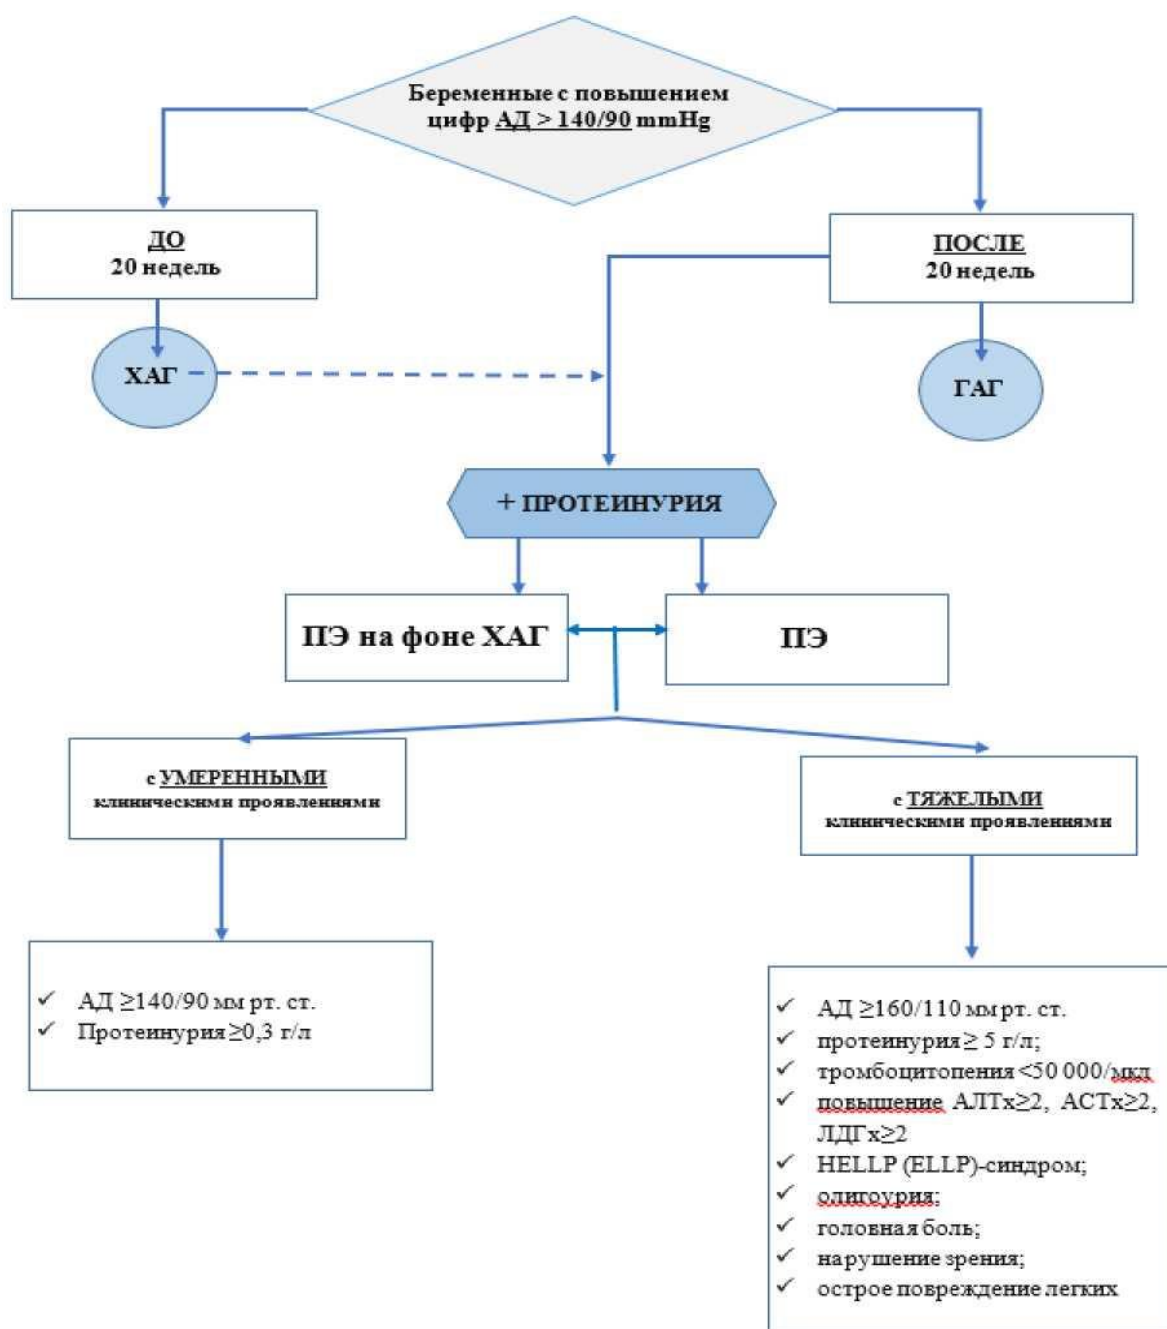 Беременные с повышением
цифр АД > 140/90 mmHg
ДО
20 недель
ПОСЛЕ
20 недель
ХАГ
ГАГ
+ ПРОТЕИНУРИЯ
ПЭ на фоне ХАГ
ПЭ
с УМЕРЕННЫМИ
клиническими проявлениями
с ТЯЖЕЛЫМИ
клиническими проявлениями
✓ АД ≥140/90 мм рт. ст.
✓ Протеинурия ≥0,3 г/л
✓ АД ≥160/110 мм рт. ст.
✓ протеинурия ≥ 5 г/л;
✓ тромбоцитопения <50 000/мкл
✓ повышение АЛТх≥2, АСТх≥2,
ЛДГх≥2
✓ HELLP (ELLP)-синдром;
✓ олигоурия;
✓ головная боль;
✓ нарушение зрения;
✓ острое повреждение легких